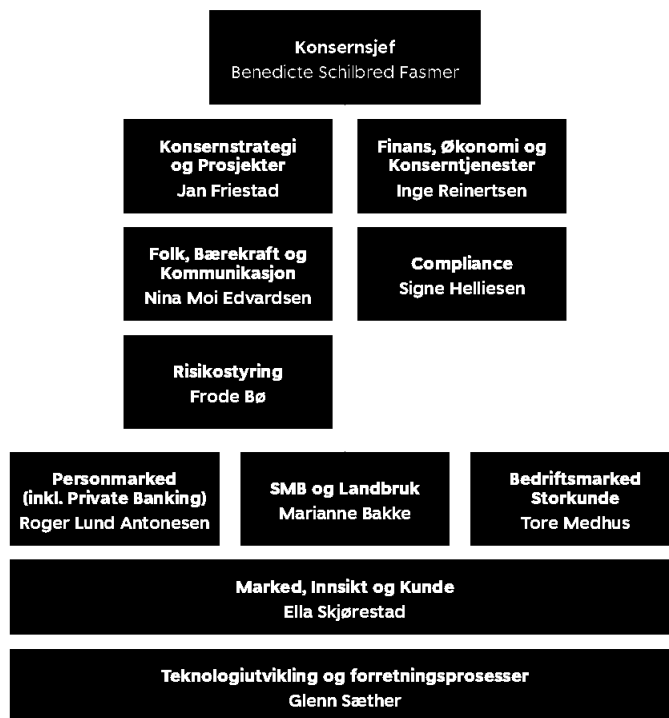 Konsernsjef
Benedicte Schilbred Fasmer
Konsernstrategi
og Prosjekter
Jan Friestad
Finans, Økonomi og
Konserntjenester
Inge Reinertsen
Folk, Bærekraft og
Kommunikasjon
Nina Moi Edvardsen
Compliance
Signe Helliesen
Risikostyring
Frode Bø
Personmarked
(inkl. Private Banking)
Roger Lund Antonesen
SMB og Landbruk
Marianne Bakke
Bedriftsmarked
Storkunde
Tore Medhus
Marked, Innsikt og Kunde
Ella Skjørestad
Teknologiutvikling og forretningsprosesser
Glenn Sæther